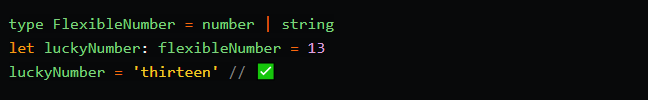 type FlexibleNumber = number | string
let luckyNumber: flexibleNumber = 13
luckyNumber = 'thirteen' // ✅